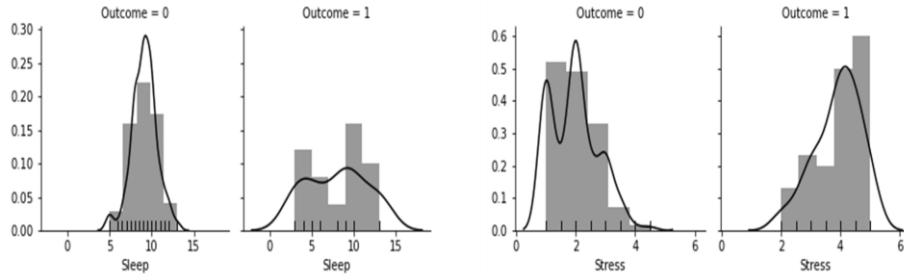 Outcome = 0
Outcome = 1
Outcome = 0
Outcome = 1
0.30
0.25
0.20
0.15
0.10
0.05
0.00
0 5 10 15
0 5 10 15
Sleep
Sleep
0.6
0.5
0.4
0.3
0.2
0.1
0.0
0 2 4 6
2 4 6
Stress
Stress